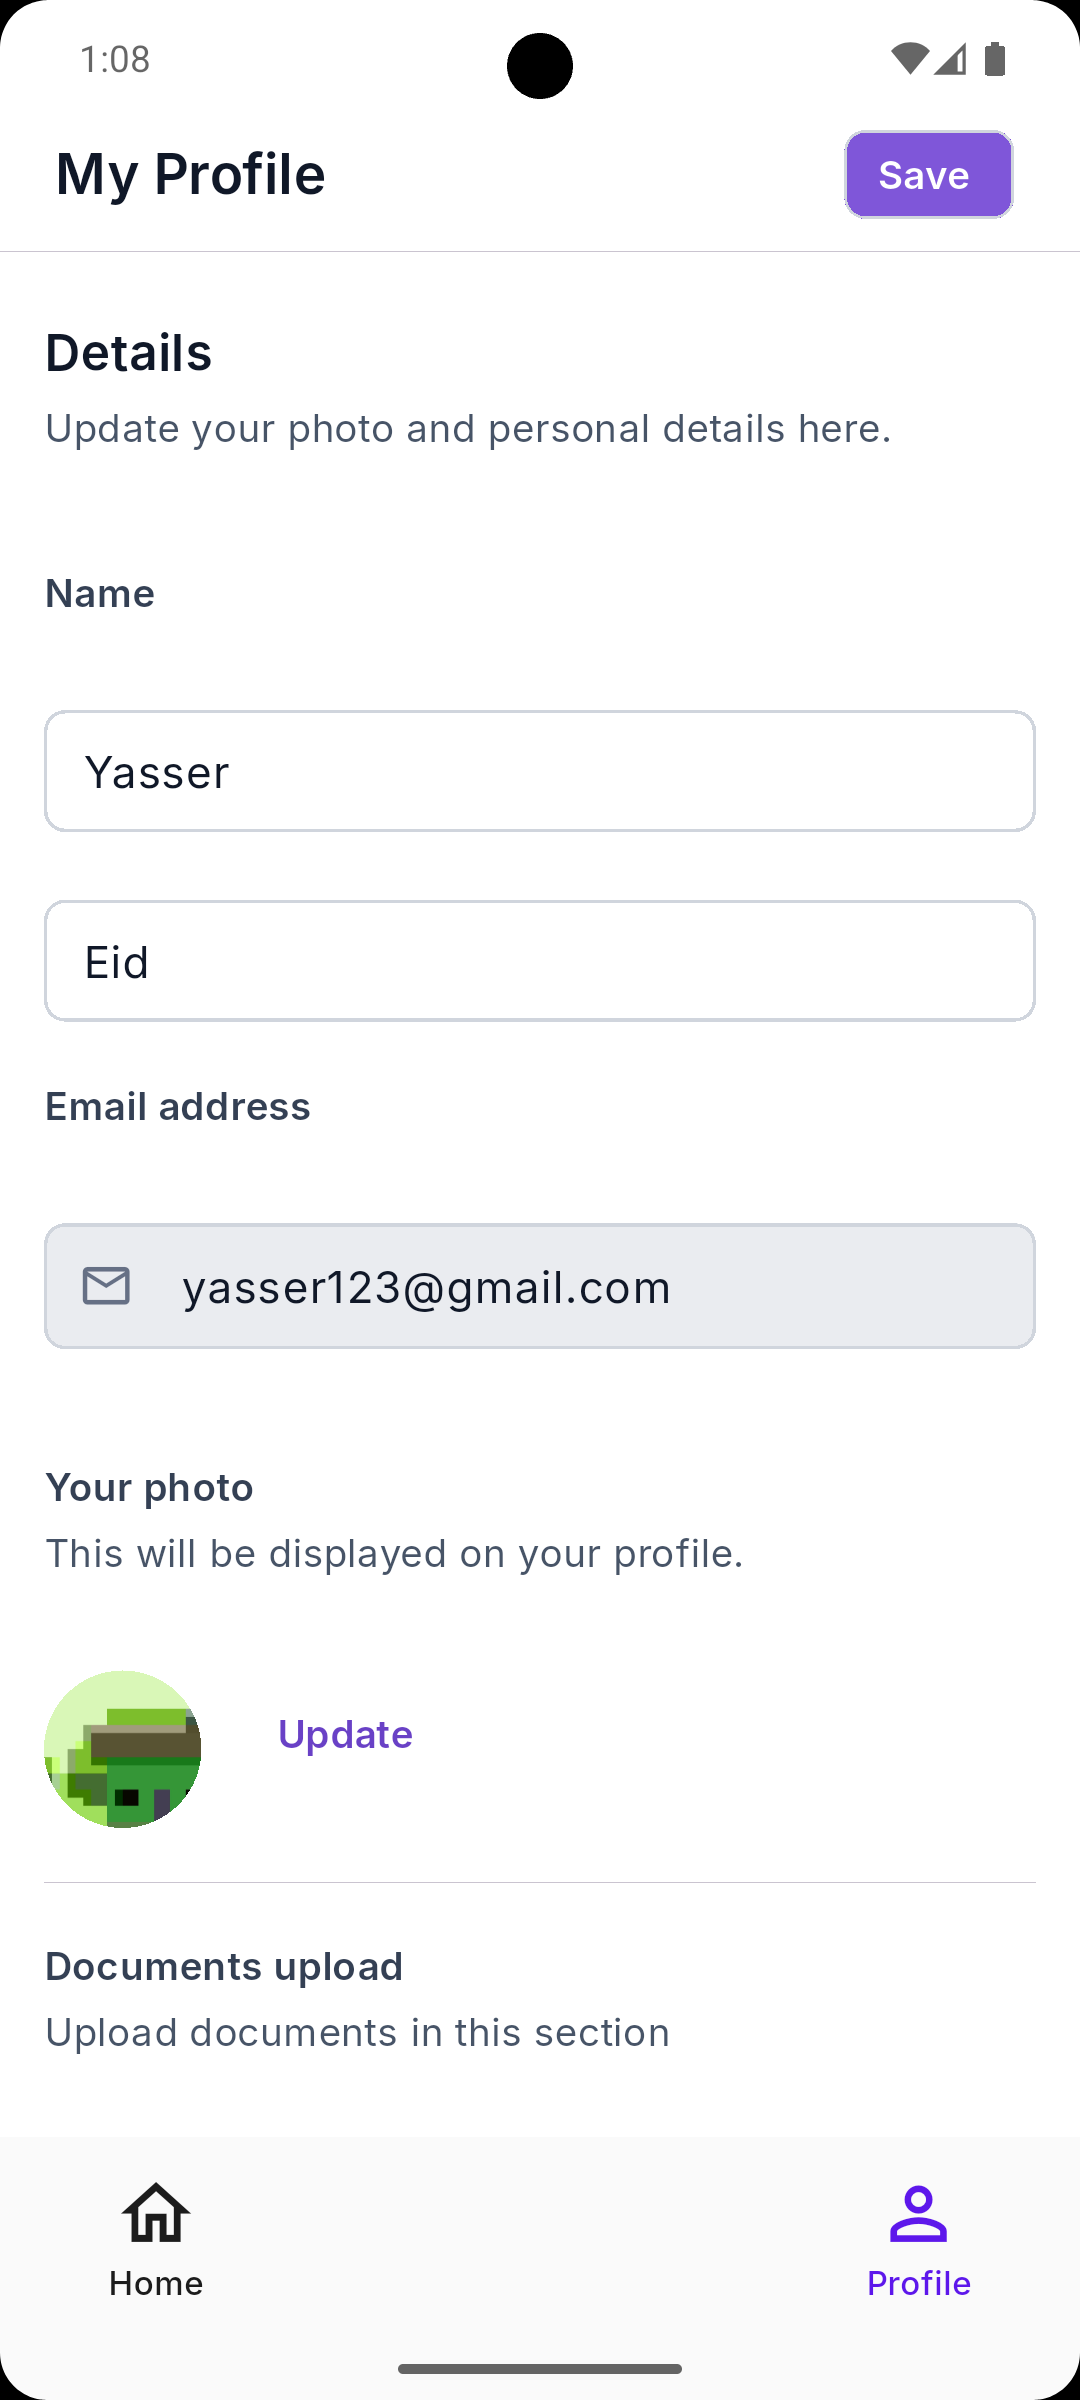 1:08
My Profile
Save
Details
Update your photo and personal details here.
Name
Yasser
Eid
Email address
yasser123@gmail.com
Your photo
This will be displayed on your profile.
Update
Documents upload
Upload documents in this section
Home
Profile